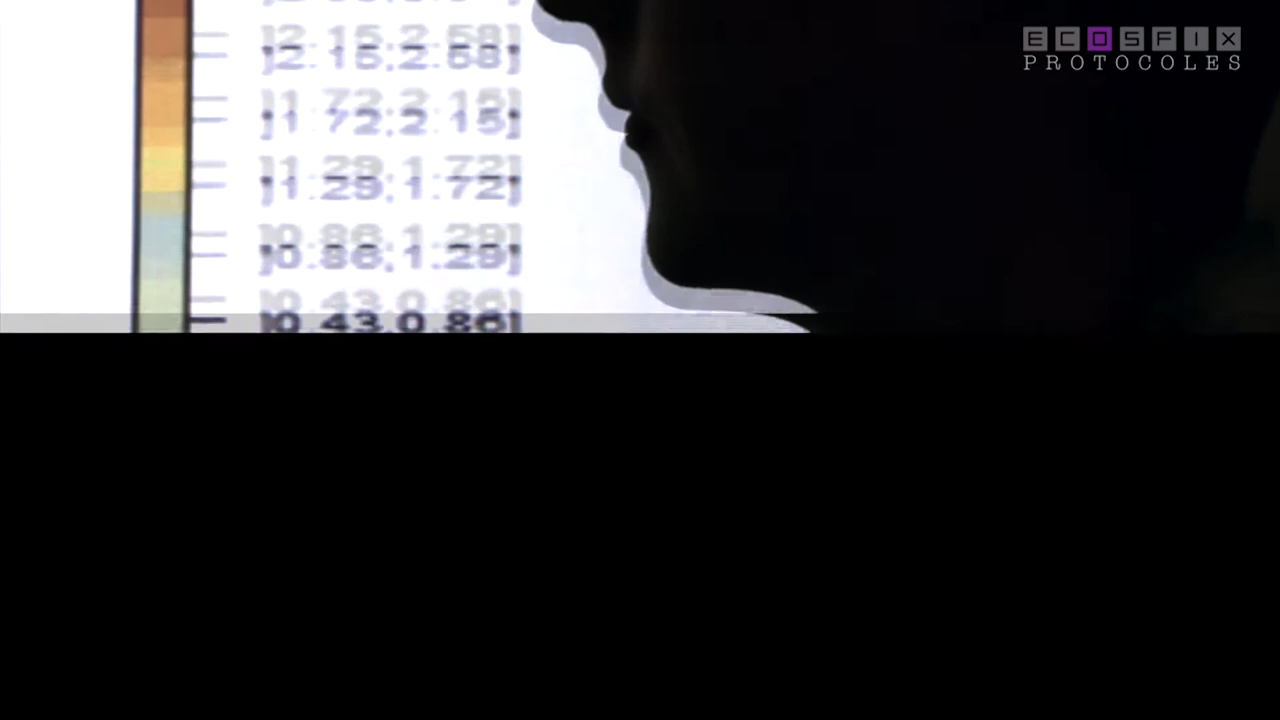 ECOSFIX
PROTOCOLES
]2.15;2.58]
]1.72;2.15]
]1.29;1.72]
]0.86;1.29]
]0.43;0.86]